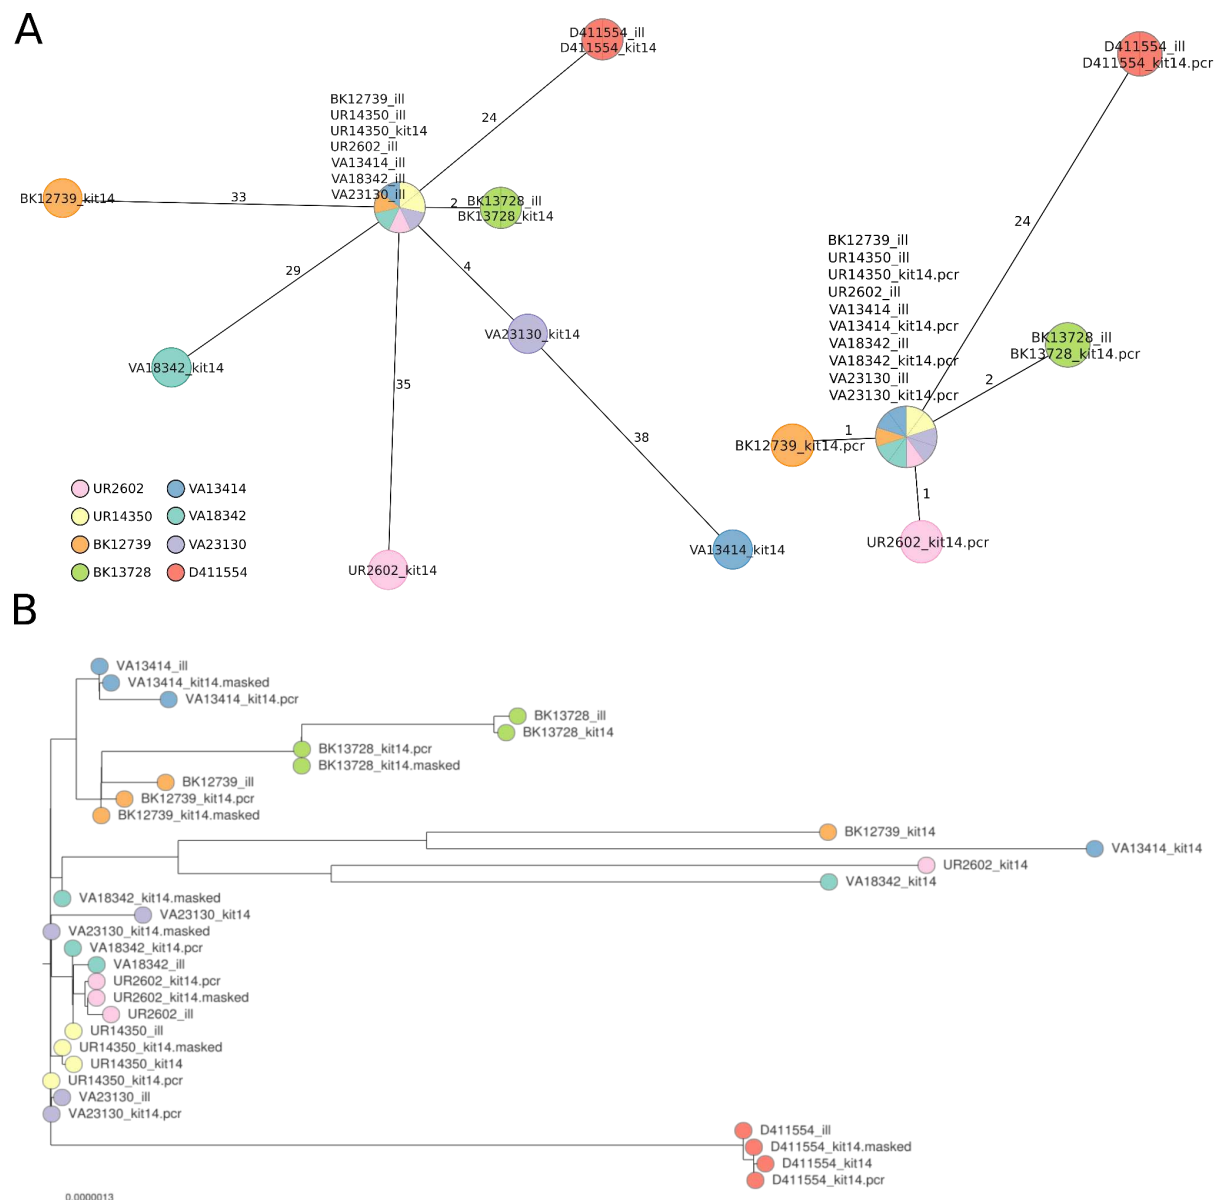 A
D411554_ill
D411554_kit14
24
BK12739_ill
UR14350_ill
UR14350_kit14
UR2602_ill
VA13414_ill
VA18342_ill
VA23130_ill
BK12739_kit14
33
2
BK13728_ill
BK13728_kit14
29
4
VA23130_kit14
VA18342_kit14
35
38
UR2602_kit14
VA13414_kit14
D411554_ill
D411554_kit14.pcr
24
BK12739_ill
UR14350_ill
UR14350_kit14.pcr
UR2602_ill
VA13414_ill
VA13414_kit14.pcr
VA18342_ill
VA18342_kit14.pcr
VA23130_ill
VA23130_kit14.pcr
BK13728_ill
BK13728_kit14.pcr
2
1
BK12739_kit14.pcr
1
UR2602_kit14.pcr
UR2602
VA13414
UR14350
VA18342
BK12739
VA23130
BK13728
D411554
B
VA13414_ill
VA13414_kit14.masked
VA13414_kit14.pcr
BK13728_ill
BK13728_kit14
BK13728_kit14.pcr
BK13728_kit14.masked
BK12739_ill
BK12739_kit14.pcr
BK12739_kit14.masked
BK12739_kit14
VA13414_kit14
UR2602_kit14
VA18342_kit14
VA18342_kit14.masked
VA23130_kit14
VA23130_kit14.masked
VA18342_kit14.pcr
VA18342_ill
UR2602_kit14.pcr
UR2602_kit14.masked
UR2602_ill
UR14350_ill
UR14350_kit14.masked
UR14350_kit14
UR14350_kit14.pcr
VA23130_ill
VA23130_kit14.pcr
D411554_ill
D411554_kit14.masked
D411554_kit14
D411554_kit14.pcr
0.0000013